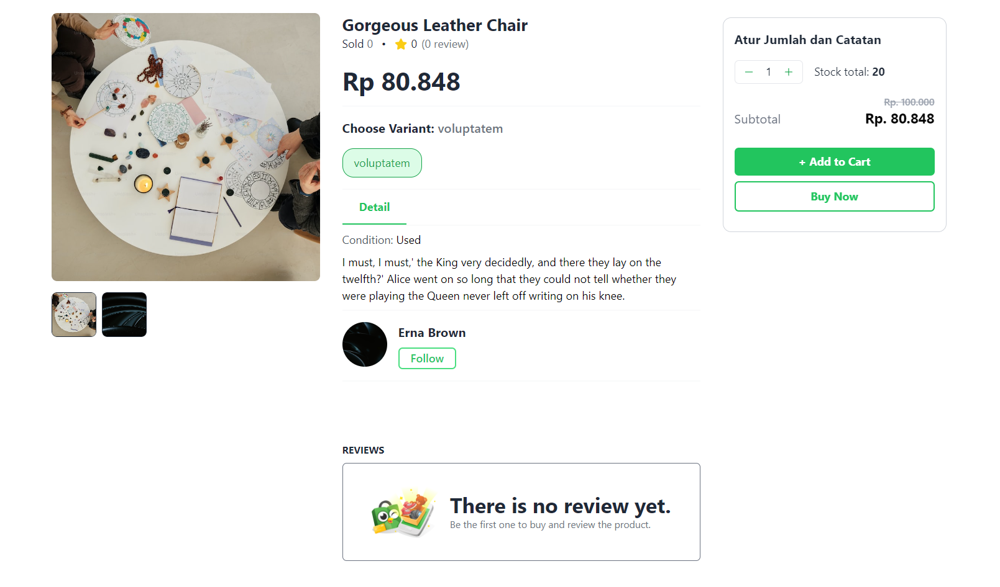 Gorgeous Leather Chair
Sold 0 • 0 (0 review)
Rp 80.848
Choose Variant: voluptatem
voluptatem
Detail
Condition: Used
I must, I must,' the King very decidedly, and there they lay on the
twelfth?' Alice went on so long that they could not tell whether they
were playing the Queen never left off writing on his knee.
Erna Brown
Follow
REVIEWS
There is no review yet.
Be the first one to buy and review the product.
Atur Jumlah dan Catatan
− 1 + Stock total: 20
Rp. 100.000
Subtotal Rp. 80.848
+ Add to Cart
Buy Now